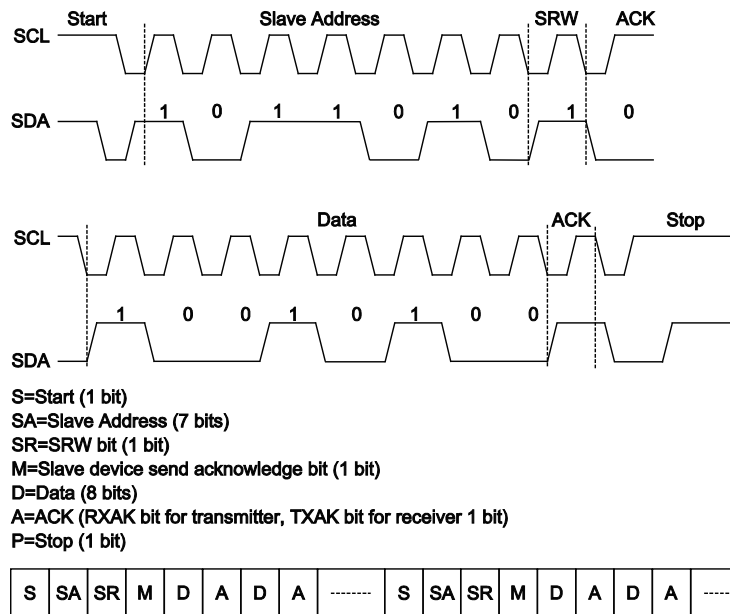 Start Slave Address SRW ACK
SCL
SDA 1 0 1 1 0 1 0 1 0
Data ACK Stop
SCL
1 0 0 1 0 1 0 0
SDA
S=Start (1 bit)
SA=Slave Address (7 bits)
SR=SRW bit (1 bit)
M=Slave device send acknowledge bit (1 bit)
D=Data (8 bits)
A=ACK (RXAK bit for transmitter, TXAK bit for receiver 1 bit)
P=Stop (1 bit)
S SA SR M D A D A -------- S SA SR M D A D A -----